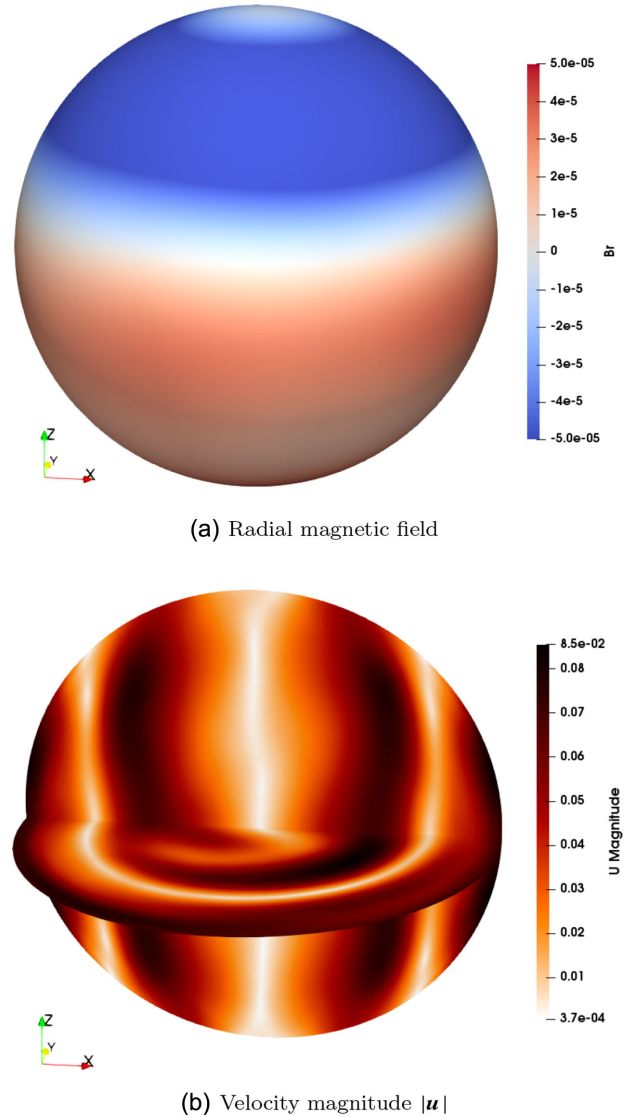 5.0e-05
4e-5
3e-5
2e-5
1e-5
0
-1e-5
-2e-5
-3e-5
-4e-5
-5.0e-05
Br
Z
Y
X
(a) Radial magnetic field
8.5e-02
0.08
0.07
0.06
0.05
0.04
0.03
0.02
0.01
3.7e-04
U Magnitude
Z
Y
X
(b) Velocity magnitude |u|